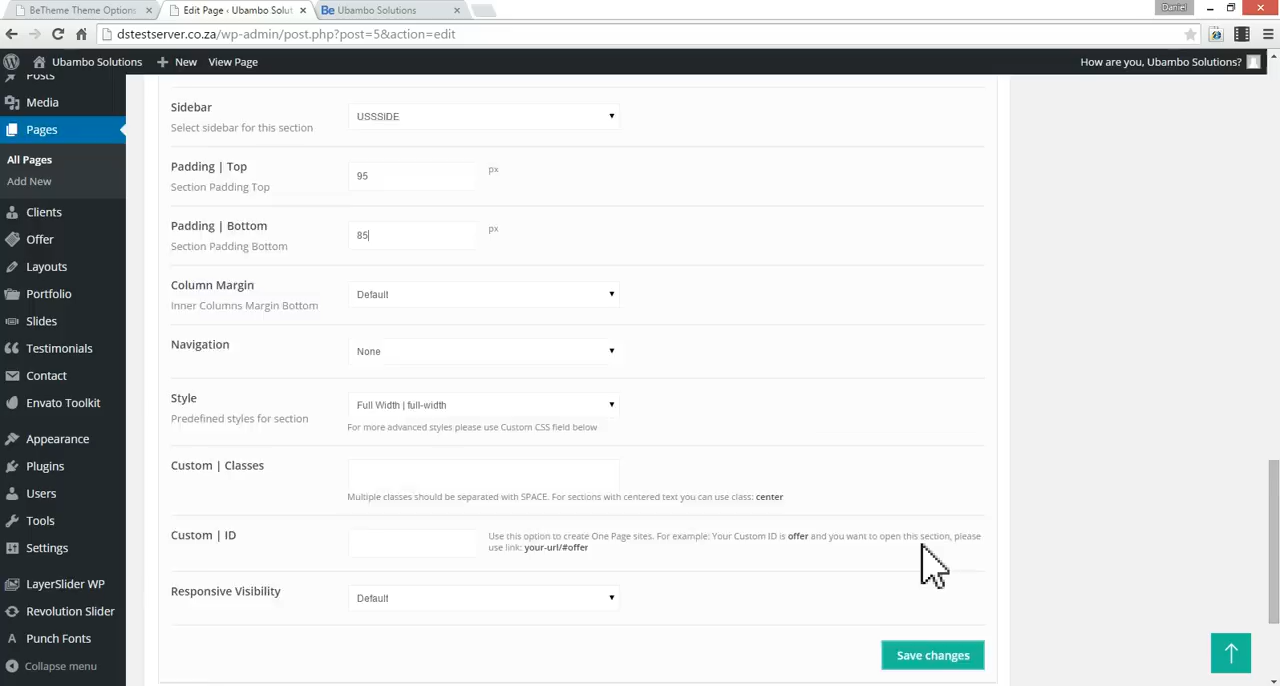 BeTheme Theme Options
Edit Page ‹ Ubambo Solut
Be Ubambo Solutions
Daniel
dstestserver.co.za/wp-admin/post.php?post=5&action=edit
Ubambo Solutions
New
View Page
How are you, Ubambo Solutions?
Posts
Media
Pages
All Pages
Add New
Clients
Offer
Layouts
Portfolio
Slides
Testimonials
Contact
Envato Toolkit
Appearance
Plugins
Users
Tools
Settings
LayerSlider WP
Revolution Slider
A Punch Fonts
Collapse menu
Sidebar
Select sidebar for this section
USSSIDE
Padding | Top
Section Padding Top
95
px
Padding | Bottom
Section Padding Bottom
85
px
Column Margin
Inner Columns Margin Bottom
Default
Navigation
None
Style
Predefined styles for section
Full Width | full-width
For more advanced styles please use Custom CSS field below
Custom | Classes
Multiple classes should be separated with SPACE. For sections with centered text you can use class: center
Custom | ID
Use this option to create One Page sites. For example: Your Custom ID is offer and you want to open this section, please
use link: your-url/#offer
Responsive Visibility
Default
Save changes